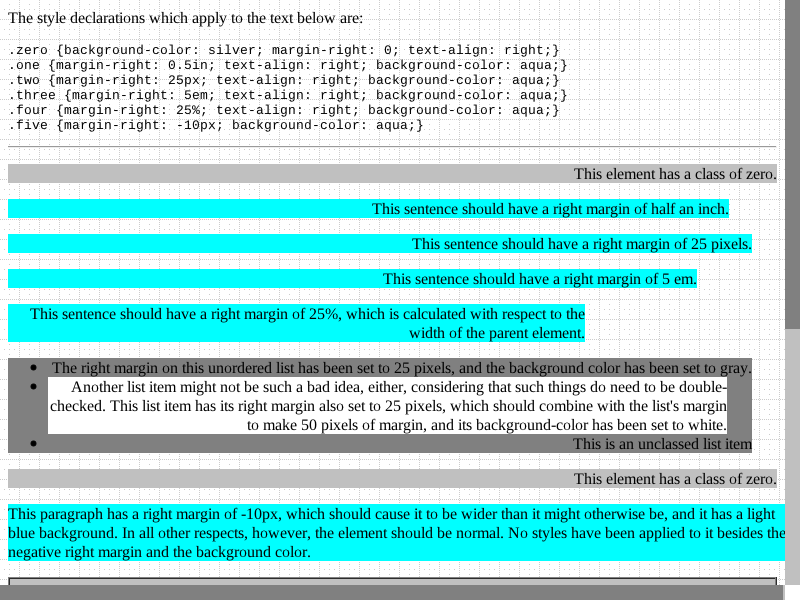 The style declarations which apply to the text below are:
.zero {background-color: silver; margin-right: 0; text-align: right;}
.one {margin-right: 0.5in; text-align: right; background-color: aqua;}
.two {margin-right: 25px; text-align: right; background-color: aqua;}
.three {margin-right: 5em; text-align: right; background-color: aqua;}
.four {margin-right: 25%; text-align: right; background-color: aqua;}
.five {margin-right: -10px; background-color: aqua;}
This element has a class of zero.
This sentence should have a right margin of half an inch.
This sentence should have a right margin of 25 pixels.
This sentence should have a right margin of 5 em.
This sentence should have a right margin of 25%, which is calculated with respect to the
width of the parent element.
The right margin on this unordered list has been set to 25 pixels, and the background color has been set to gray.
Another list item might not be such a bad idea, either, considering that such things do need to be double-
checked. This list item has its right margin also set to 25 pixels, which should combine with the list's margin
to make 50 pixels of margin, and its background-color has been set to white.
This is an unclassed list item
This element has a class of zero.
This paragraph has a right margin of -10px, which should cause it to be wider than it might otherwise be, and it has a light
blue background. In all other respects, however, the element should be normal. No styles have been applied to it besides the
negative right margin and the background color.